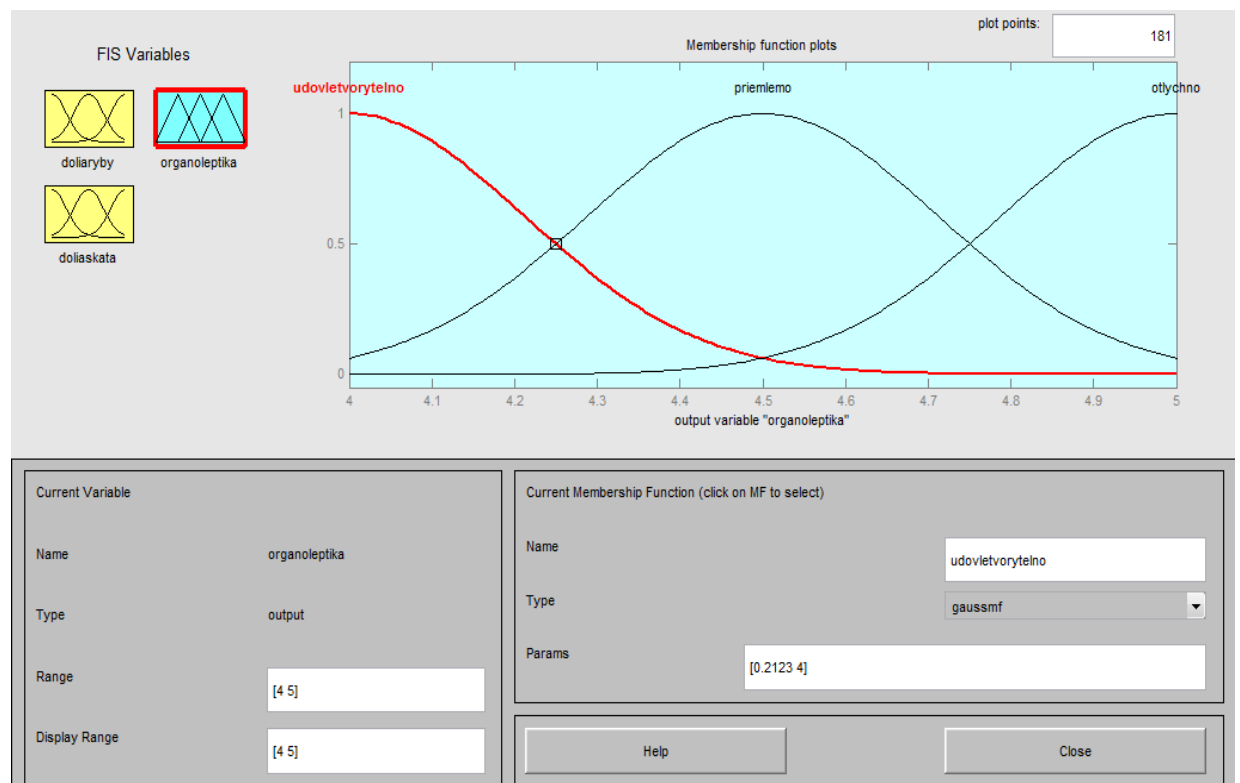 plot points:
181
FIS Variables
Membership function plots
udovletvorytelno
priemlemo
otlychno
doliaryby
organoleptika
doliaskata
1
0.5
0
4 4.1 4.2 4.3 4.4 4.5 4.6 4.7 4.8 4.9 5
output variable "organoleptika"
Current Variable
Name organoleptika
Type output
Range [4 5]
Display Range [4 5]
Current Membership Function (click on MF to select)
Name udovletvorytelno
Type gaussmf
Params [0.2123 4]
Help Close